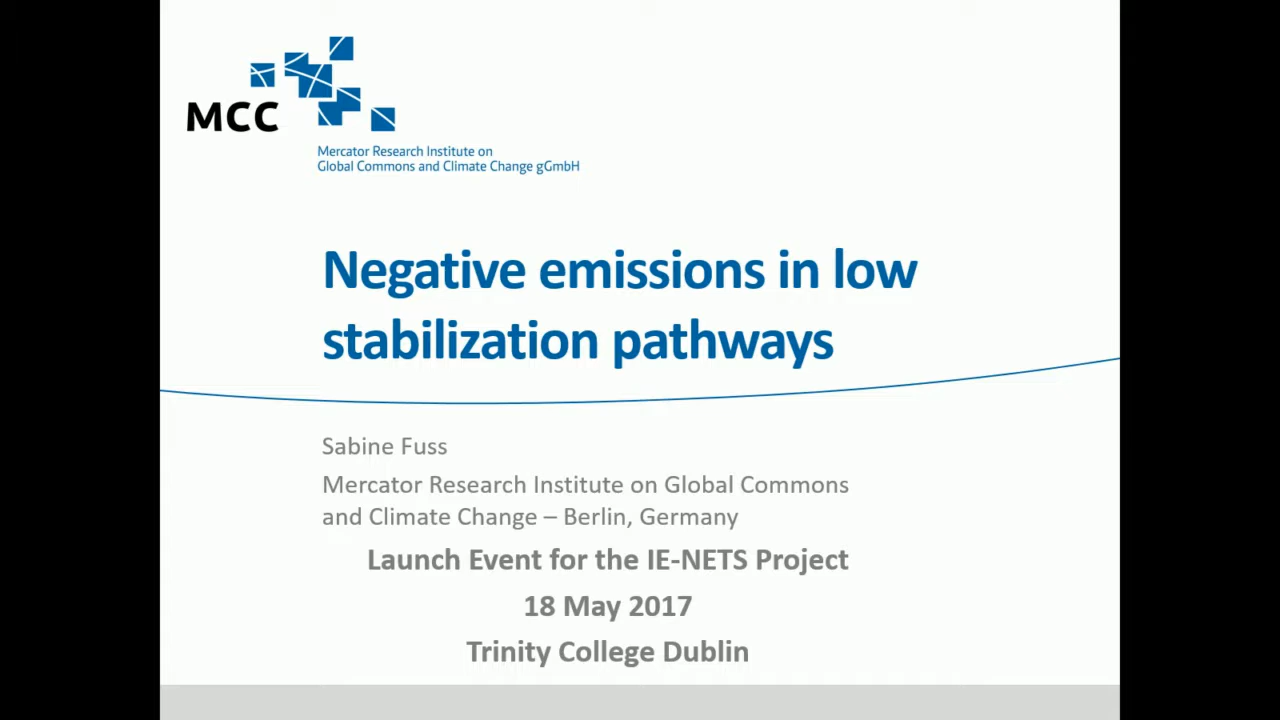 MCC
Mercator Research Institute on
Global Commons and Climate Change gGmbH
Negative emissions in low
stabilization pathways
Sabine Fuss
Mercator Research Institute on Global Commons
and Climate Change – Berlin, Germany
Launch Event for the IE-NETS Project
18 May 2017
Trinity College Dublin